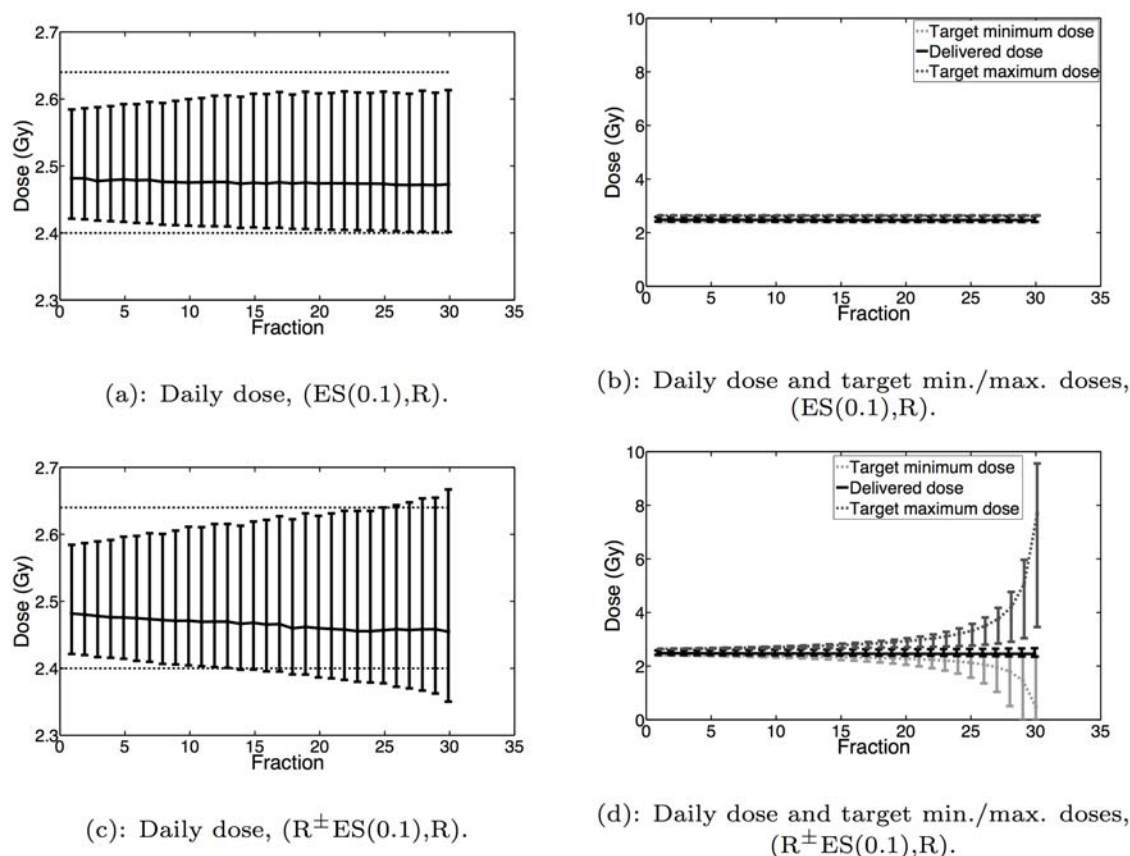 2.7
2.6
2.5
2.4
2.3
Dose (Gy)
0 5 10 15 20 25 30 35
Fraction
(a): Daily dose, (ES(0.1),R).
10
8
6
4
2
0
Dose (Gy)
Target minimum dose
Delivered dose
Target maximum dose
0 5 10 15 20 25 30 35
Fraction
(b): Daily dose and target min./max. doses,
(ES(0.1),R).
2.7
2.6
2.5
2.4
2.3
Dose (Gy)
0 5 10 15 20 25 30 35
Fraction
(c): Daily dose, (R±ES(0.1),R).
10
8
6
4
2
0
Dose (Gy)
Target minimum dose
Delivered dose
Target maximum dose
0 5 10 15 20 25 30 35
Fraction
(d): Daily dose and target min./max. doses,
(R±ES(0.1),R).